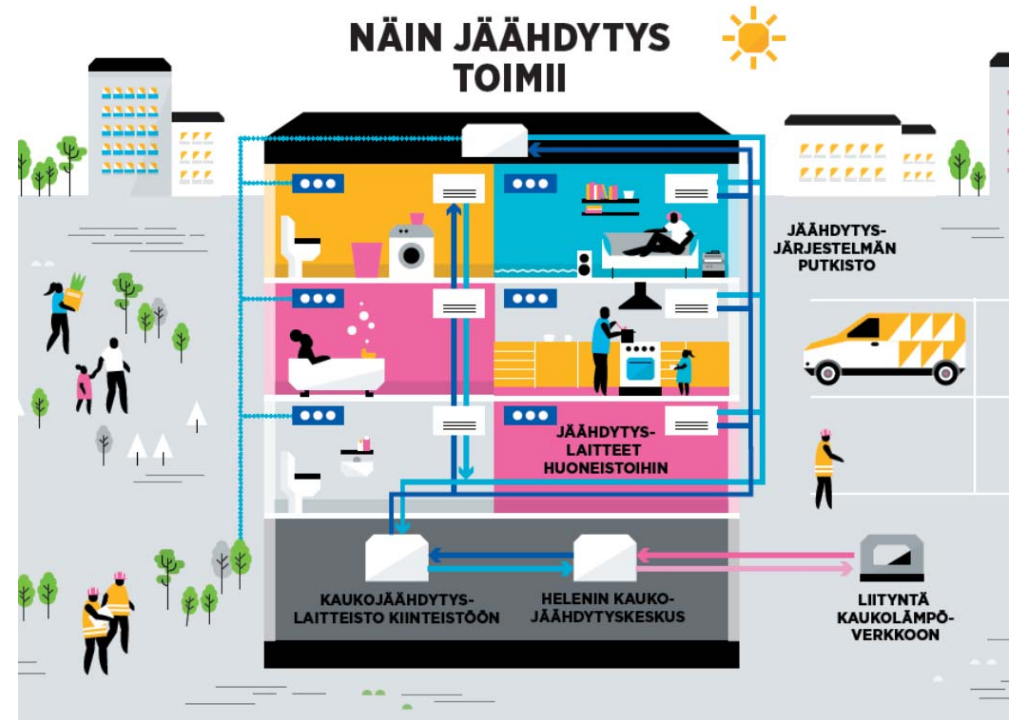 NÄIN JÄÄHDYTYS
TOIMII
JÄÄHDYTYS-
JÄRJESTELMÄN
PUTKISTO
JÄÄHDYTYS-
LAITTEET
HUONEISTOIHIN
KAUKOJÄÄHDYTYS-
LAITTEISTO KIINTEISTÖÖN
HELENIN KAUKO-
JÄÄHDYTYSKESKUS
LIITYNTÄ
KAUKOLÄMPÖ-
VERKKOON